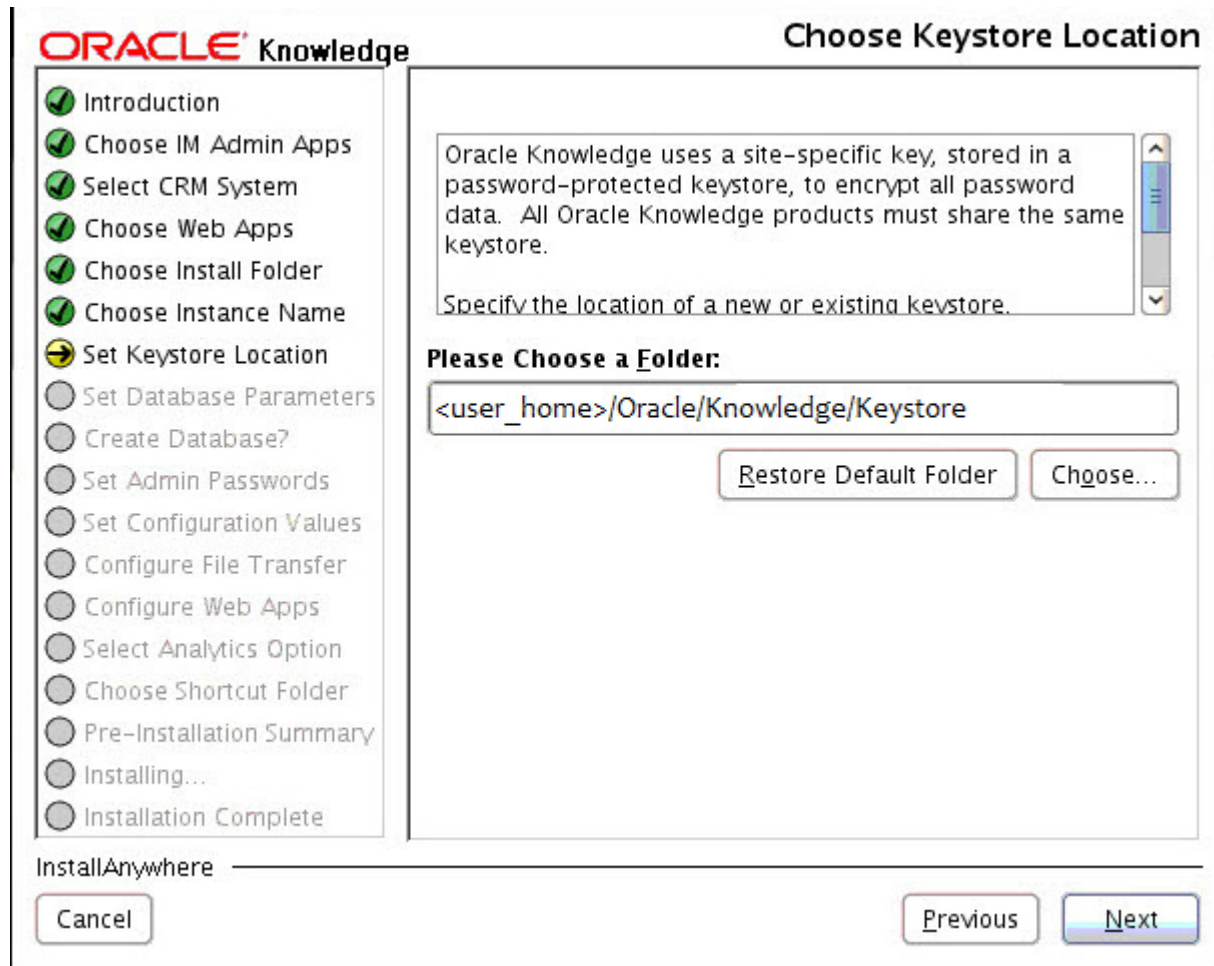 ORACLE Knowledge
Choose Keystore Location
Introduction
Choose IM Admin Apps
Select CRM System
Choose Web Apps
Choose Install Folder
Choose Instance Name
Set Keystore Location
Set Database Parameters
Create Database?
Set Admin Passwords
Set Configuration Values
Configure File Transfer
Configure Web Apps
Select Analytics Option
Choose Shortcut Folder
Pre-Installation Summary
Installing...
Installation Complete
Oracle Knowledge uses a site-specific key, stored in a
password-protected keystore, to encrypt all password
data. All Oracle Knowledge products must share the same
keystore.
Specify the location of a new or existing keystore.
Please Choose a Folder:
<user_home>/Oracle/Knowledge/Keystore
Restore Default Folder
Choose...
InstallAnywhere
Cancel
Previous
Next